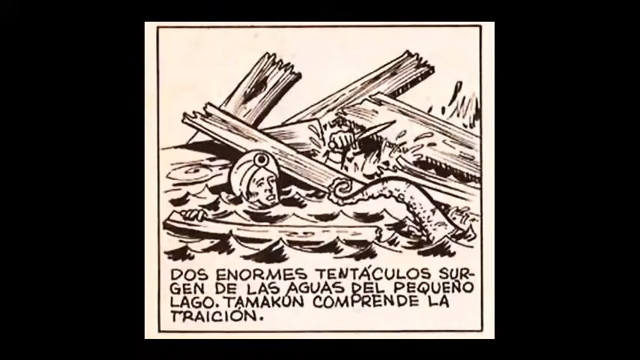 DOS ENORMES TENTÁCULOS SUR-
GEN DE LAS AGUAS DEL PEQUEÑO
LAGO. TAMAKÚN COMPRENDE LA
TRAICIÓN.